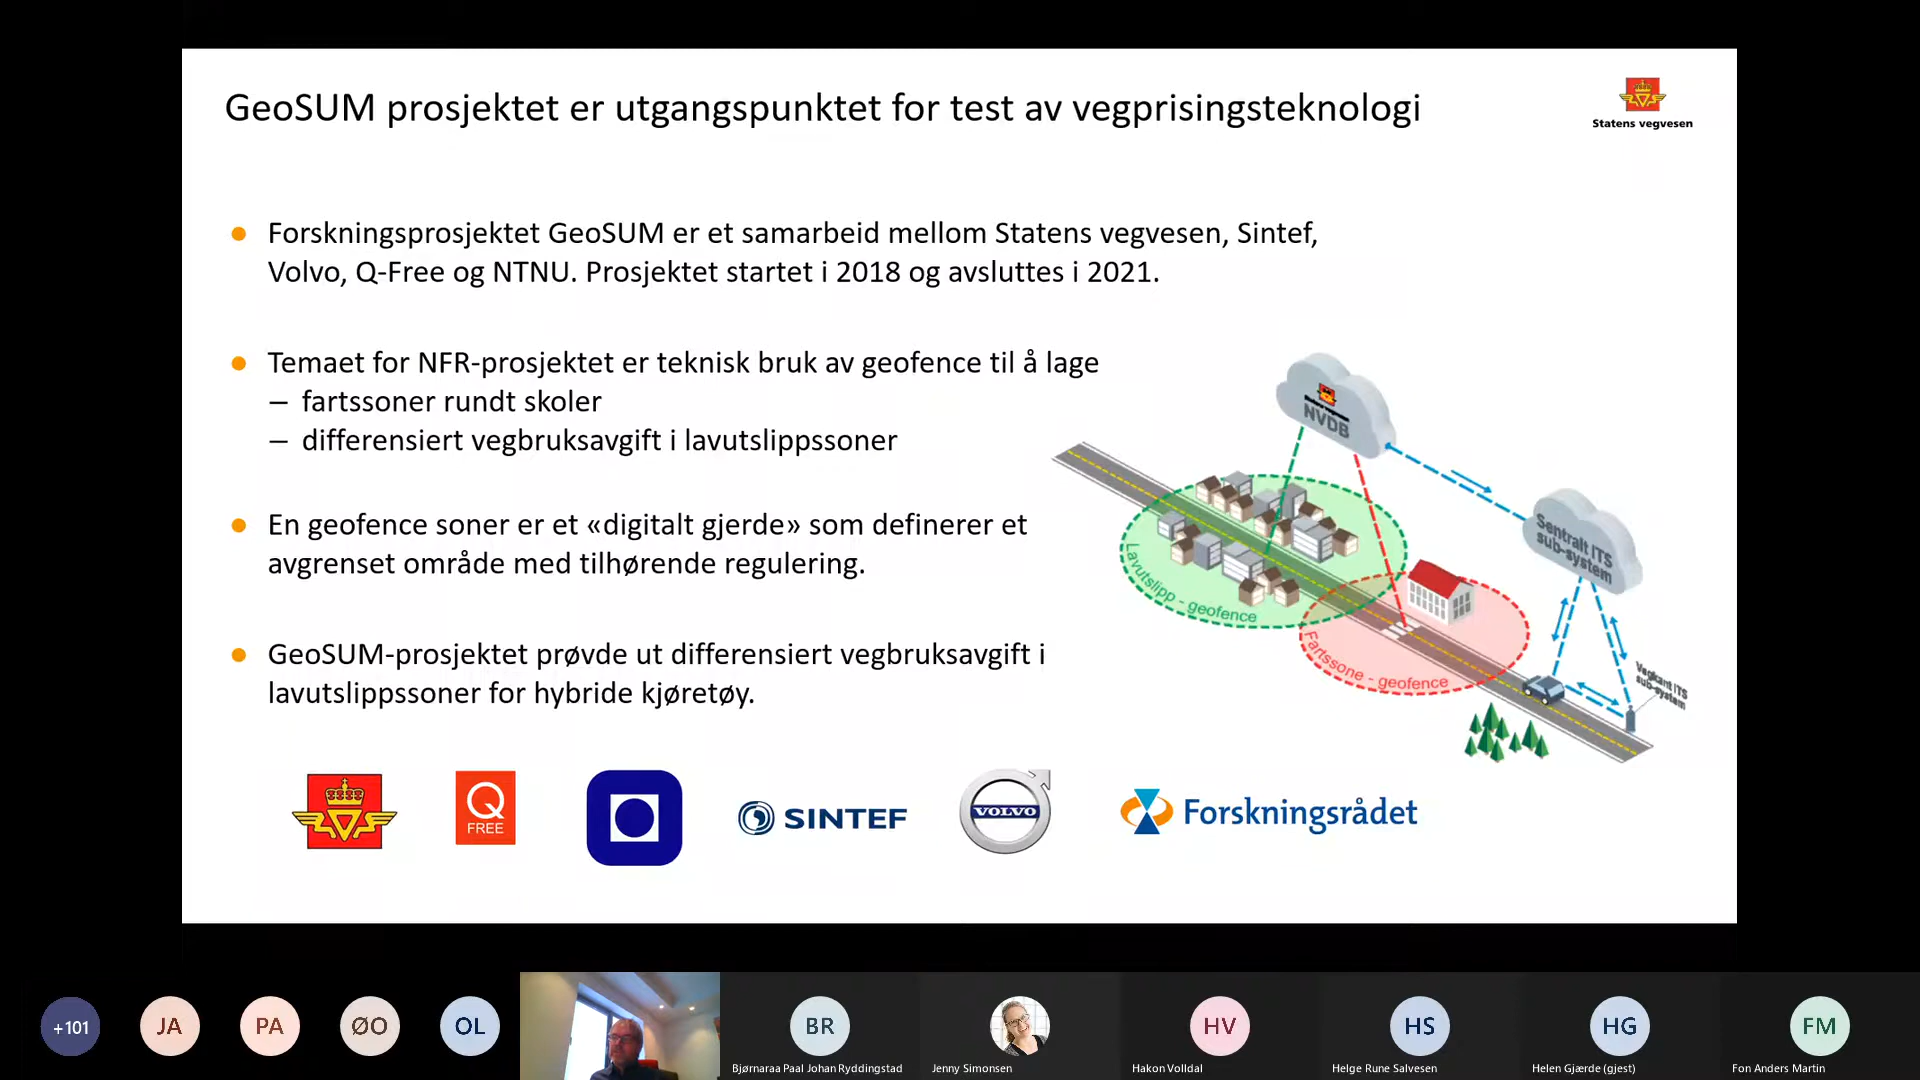 GeoSUM prosjektet er utgangspunktet for test av vegprisingsteknologi
Statens vegvesen
Forskningsprosjektet GeoSUM er et samarbeid mellom Statens vegvesen, Sintef,
Volvo, Q-Free og NTNU. Prosjektet startet i 2018 og avsluttes i 2021.
Temaet for NFR-prosjektet er teknisk bruk av geofence til å lage
– fartssoner rundt skoler
– differensiert vegbruksavgift i lavutslippssoner
En geofence soner er et «digitalt gjerde» som definerer et
avgrenset område med tilhørende regulering.
GeoSUM-prosjektet prøvde ut differensiert vegbruksavgift i
lavutslippssoner for hybride kjøretøy.
Statens vegvesen
NVDB
Sentralt ITS
sub-system
Lavutslipp - geofence
Fartssone - geofence
Vegkant ITS
sub-system
Q
FREE
SINTEF
VOLVO
Forskningsrådet
+101
JA
PA
ØO
OL
BR
HV
HS
HG
FM
Bjørnaraa Paal Johan Ryddingstad
Jenny Simonsen
Hakon Volldal
Helge Rune Salvesen
Helen Gjærde (gjest)
Fon Anders Martin